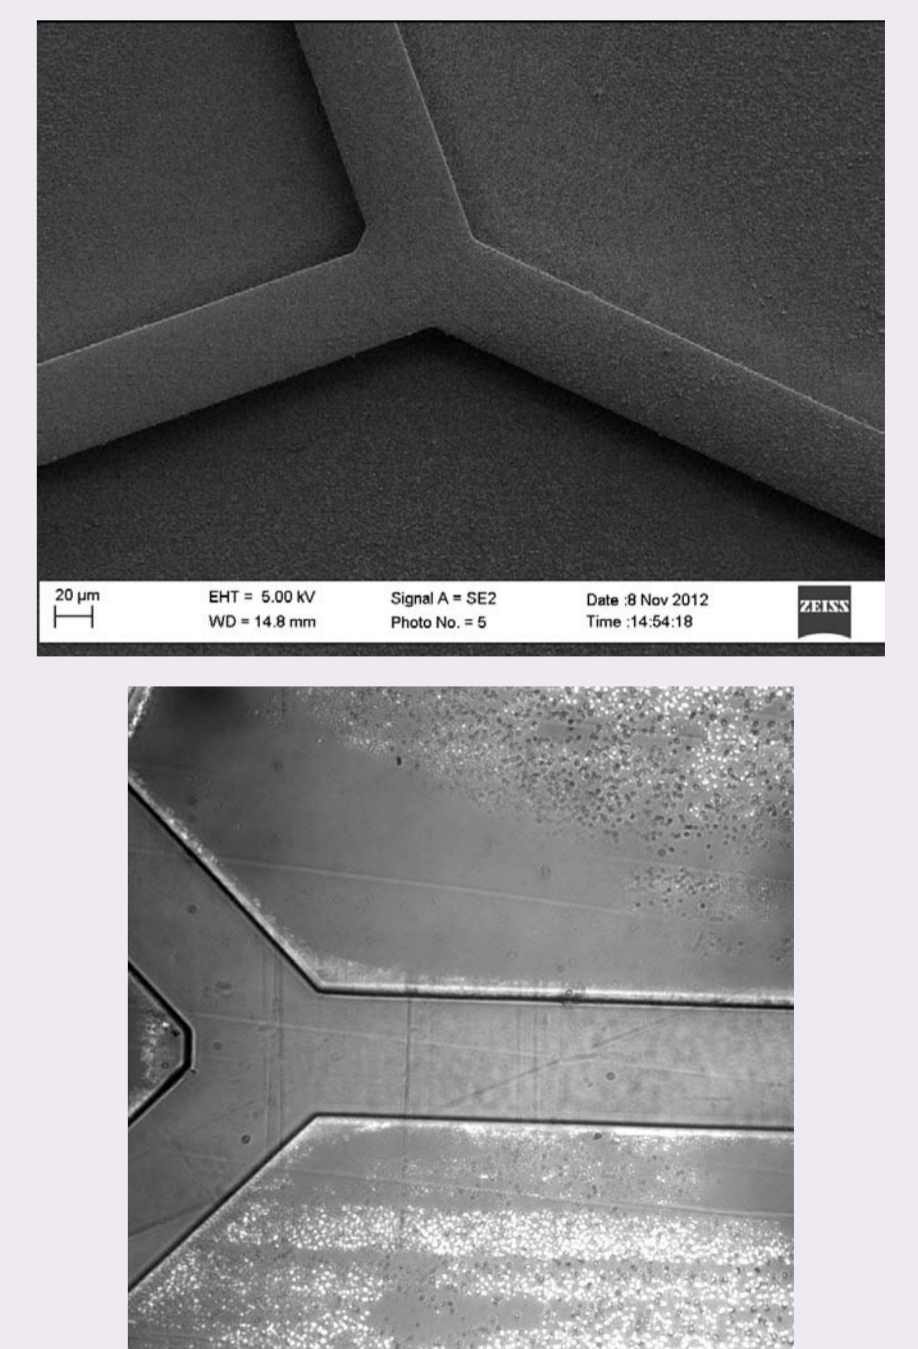 20 µm
EHT = 5.00 kV
Signal A = SE2
Date :8 Nov 2012
ZEISS
WD = 14.8 mm
Photo No. = 5
Time :14:54:18